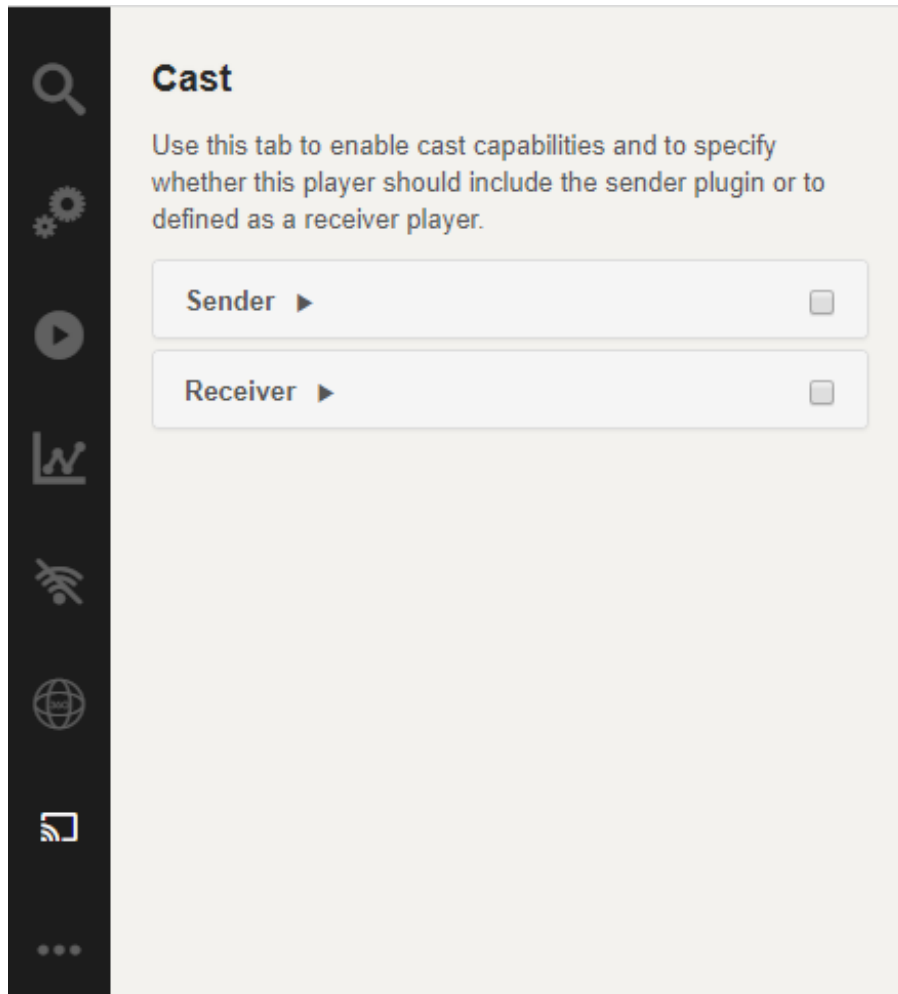 Cast
Use this tab to enable cast capabilities and to specify
whether this player should include the sender plugin or to
defined as a receiver player.
Sender
Receiver
360